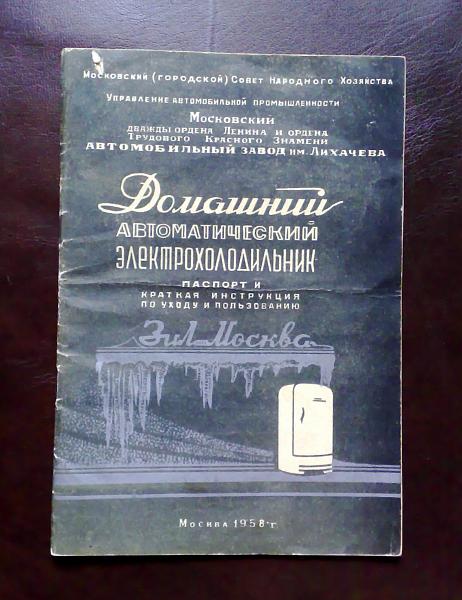 Московский (городской) Совет Народного Хозяйства
Управление автомобильной промышленности
Московский
дважды ордена Ленина и ордена
Трудового Красного Знамени
автомобильный завод им. Лихачева
Домашний
автоматический
электрохолодильник
паспорт и
краткая инструкция
по уходу и пользованию
ЗиЛ-Москва
Москва 1958 г.